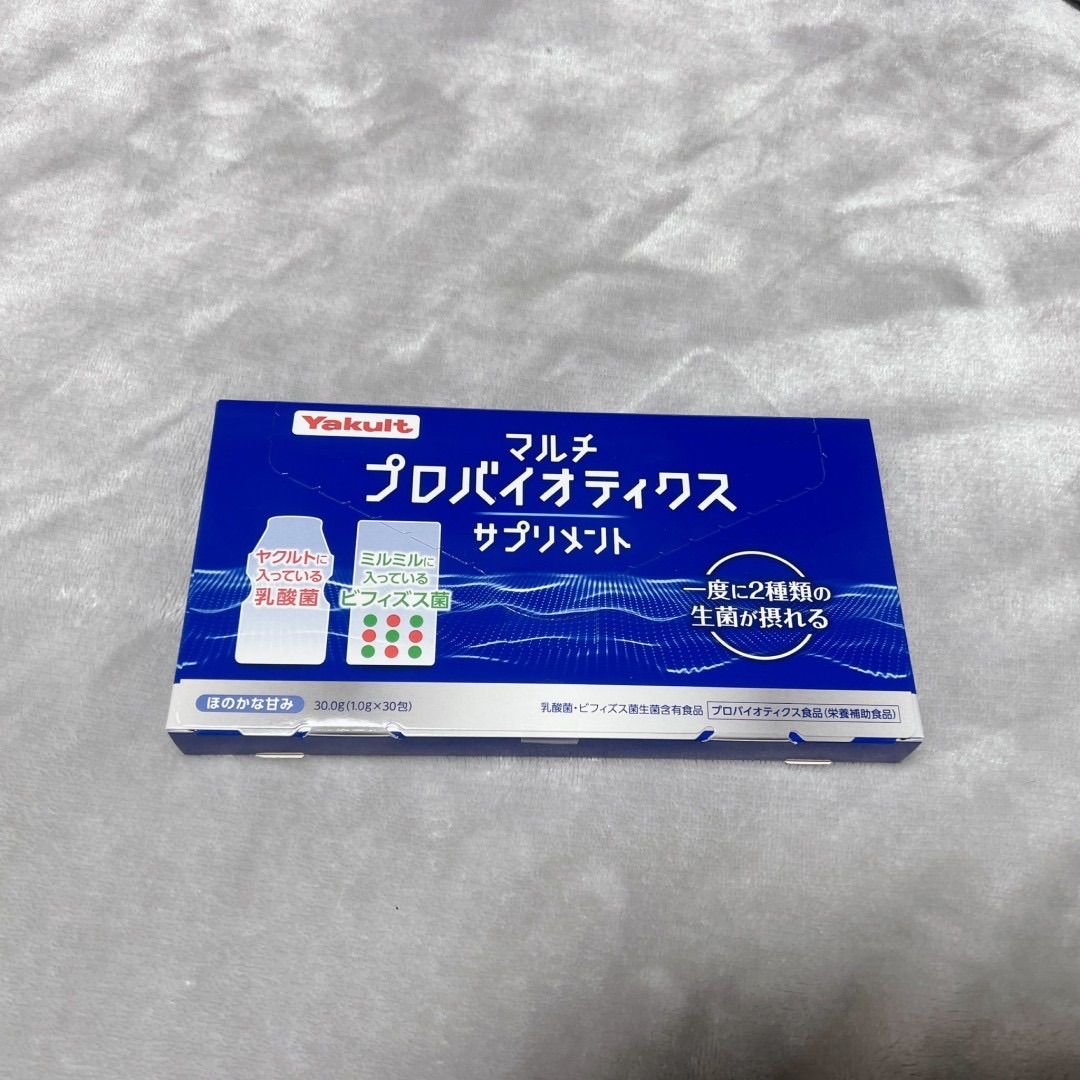 Yakult
マルチ
プロバイオティクス
サプリメント
ヤクルトに
入っている
乳酸菌
ミルミルに
入っている
ビフィズス菌
一度に2種類の
生菌が摂れる
ほのかな甘み
30.0g(1.0g×30包)
乳酸菌・ビフィズス菌生菌含有食品
プロバイオティクス食品(栄養補助食品)